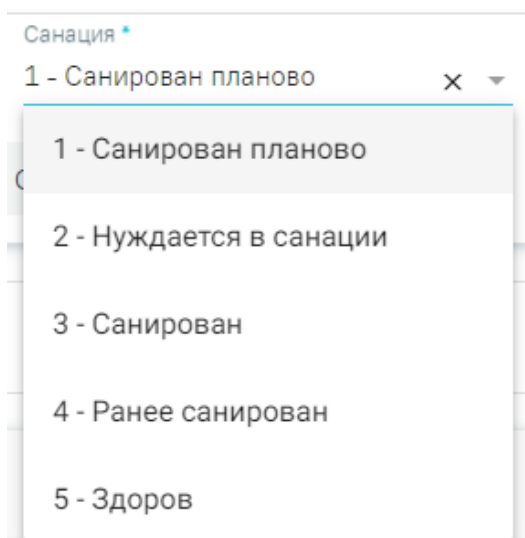 Санация *
1 - Санирован планово
1 - Санирован планово
2 - Нуждается в санации
3 - Санирован
4 - Ранее санирован
5 - Здоров